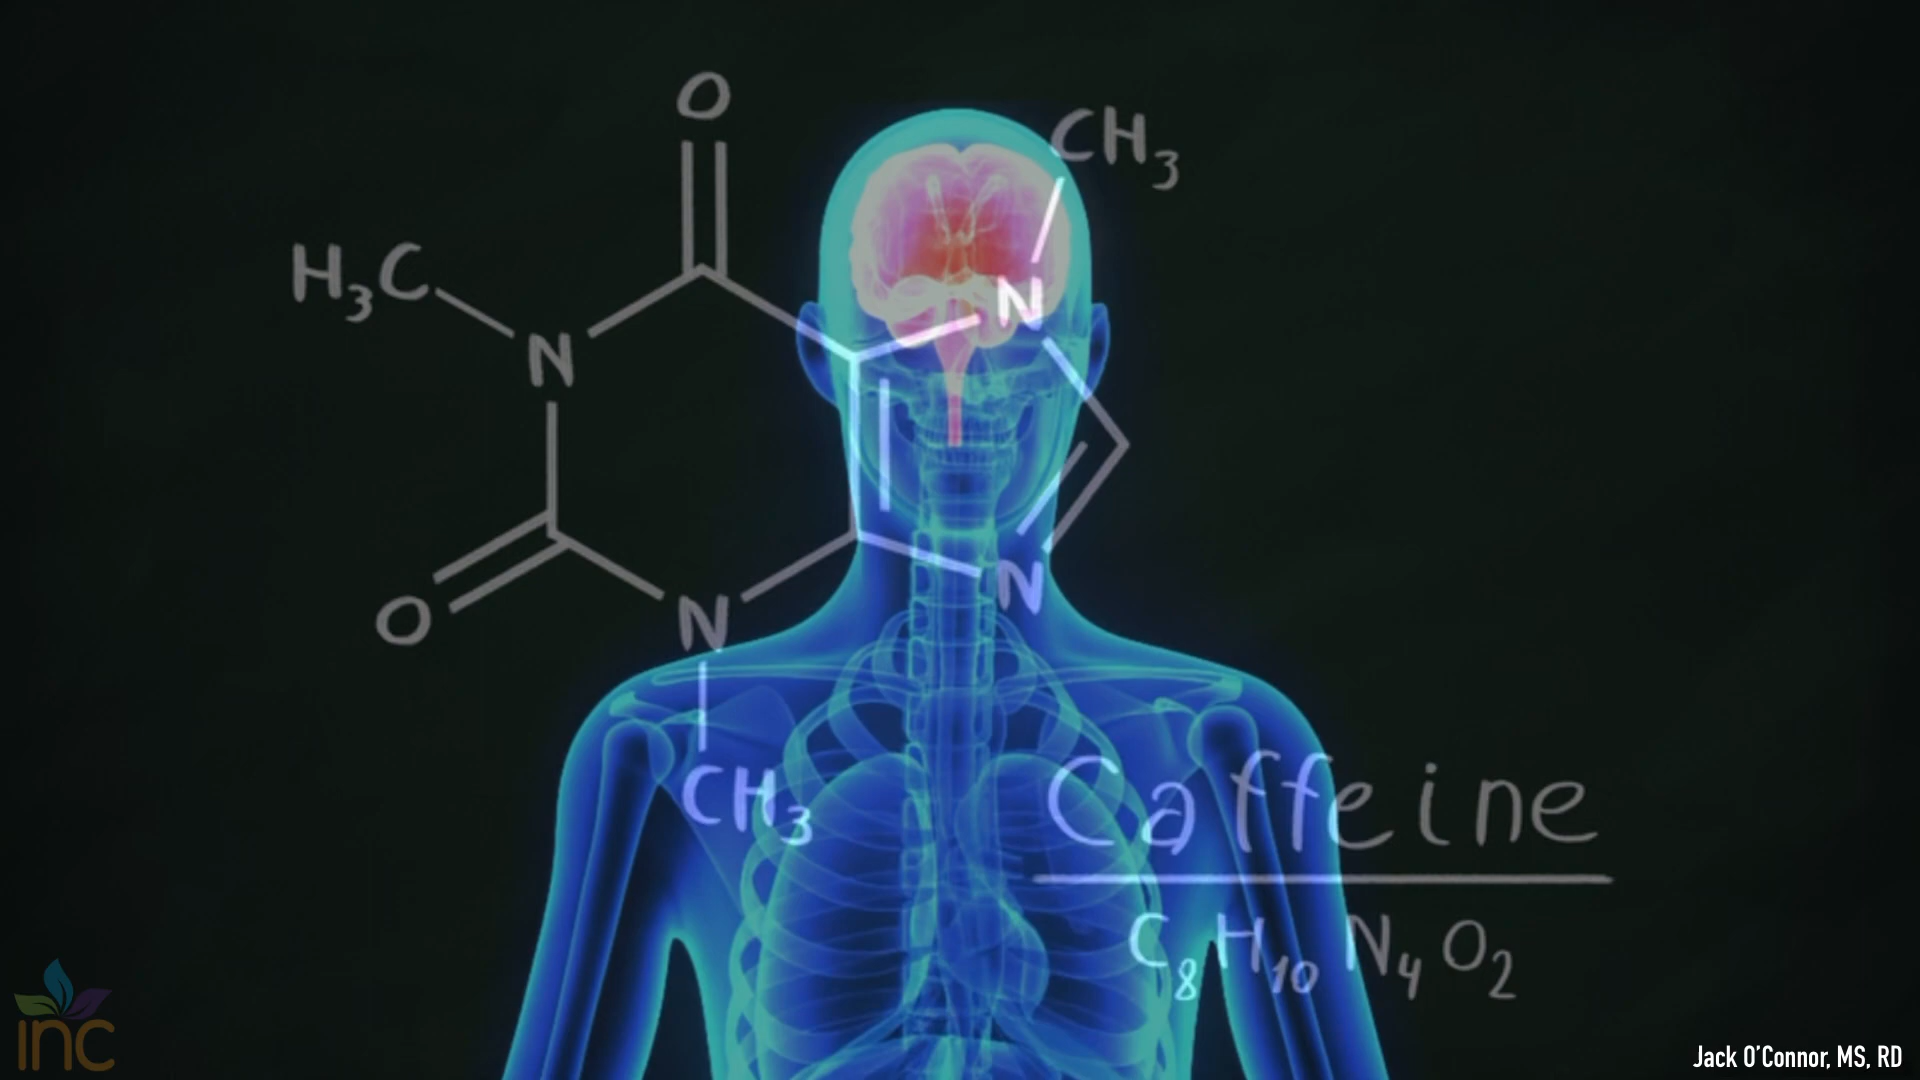 O
CH₃
H₃C
N
N
O
N
N
CH₃
Caffeine
C₈H₁₀N₄O₂
inc
Jack O'Connor, MS, RD